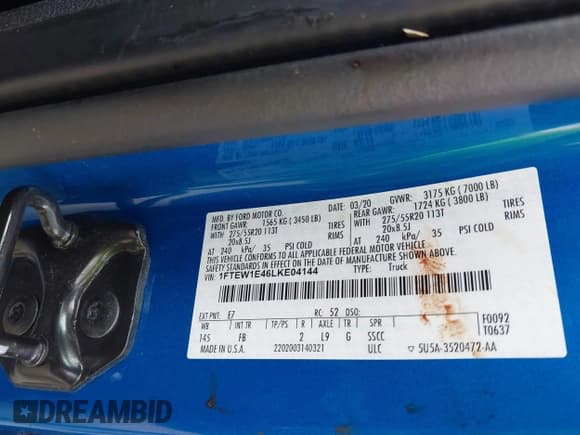 MFD. BY FORD MOTOR CO. 03/20 GVWR: 3175 KG ( 7000 LB)
FRONT GAWR: 1565 KG ( 3450 LB) REAR GAWR: 1724 KG ( 3800 LB)
WITH 275/55R20 113T TIRES WITH 275/55R20 113T TIRES
20x8.5J RIMS 20x8.5J RIMS
AT 240 kPa/ 35 PSI COLD AT 240 kPa/ 35 PSI COLD
THIS VEHICLE CONFORMS TO ALL APPLICABLE FEDERAL MOTOR VEHICLE
SAFETY STANDARDS IN EFFECT ON THE DATE OF MANUFACTURE SHOWN ABOVE.
VIN: 1FTEW1E46LKE04144 TYPE: Truck
EXT PNT: E7 RC: 52 DSO: F0092
WB INT TR TP/PS R AXLE TR SPR T0637
145 FB 2 L9 G SSCC
MADE IN U.S.A. 2202003140321 ULC ▽ 5U5A-3520472-AA
DREAMBID